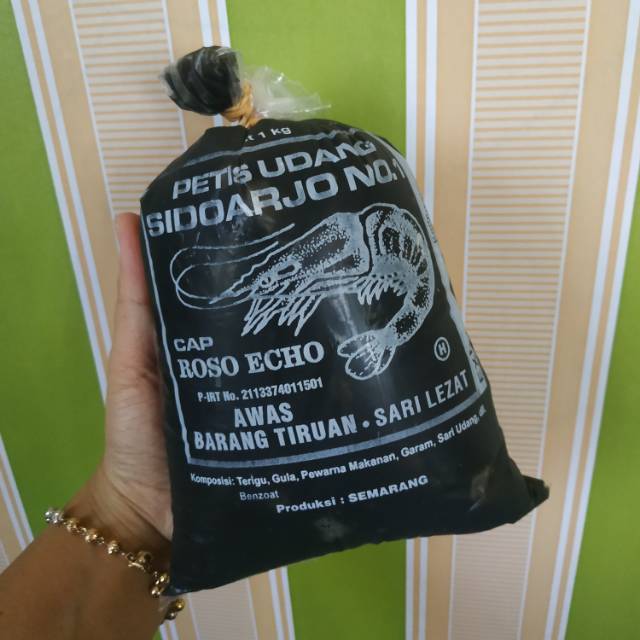 1 kg
PETIS UDANG
SIDOARJO NO.1
CAP
ROSO ECHO
P-IRT No. 2113374011501
AWAS
BARANG TIRUAN • SARI LEZAT
Komposisi: Terigu, Gula, Pewarna Makanan, Garam, Sari Udang, dll.
Benzoat
Produksi : SEMARANG